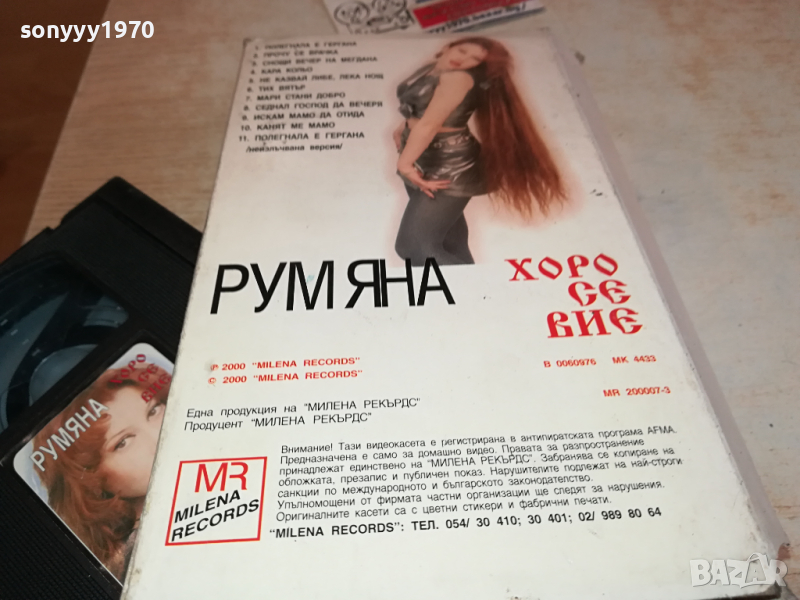 sonyyy1970
1. ПОЛЕГНАЛА Е ГЕРГАНА
2. ПРОЧУ СЕ ВРАЧКА
3. СНОЩИ ВЕЧЕР НА МЕГДАНА
4. КАРА КОЛЬО
5. НЕ КАЗВАЙ ЛИБЕ, ЛЕКА НОЩ
6. ТИХ ВЯТЪР
7. МАРИ СТАНИ ДОБРО
8. СЕДНАЛ ГОСПОД ДА ВЕЧЕРЯ
9. ИСКАМ МАМО ДА ОТИДА
10. КАНЯТ МЕ МАМО
11. ПОЛЕГНАЛА Е ГЕРГАНА
/неизлъчвана версия/
РУМЯНА
ХОРО
СЕ
ВИЕ
℗ 2000 "MILENA RECORDS"
© 2000 "MILENA RECORDS"
B 0060976 МК 4433
MR 200007-3
Една продукция на "МИЛЕНА РЕКЪРДС"
Продуцент "МИЛЕНА РЕКЪРДС"
MR
MILENA
RECORDS
Внимание! Тази видеокасета е регистрирана в антипиратската програма AFMA.
Предназначена е само за домашно видео. Правата за разпространение
принадлежат единствено на "МИЛЕНА РЕКЪРДС". Забранява се копиране на
обложката, презапис и публичен показ. Нарушителите подлежат на най-строги
санкции по международното и българското законодателство.
Упълномощени от фирмата частни организации ще следят за нарушения.
Оригиналните касети са с цветни стикери и фабрични печати.
"MILENA RECORDS": ТЕЛ. 054/ 30 410; 30 401; 02/ 989 80 64
РУМЯНА
ХОРО
СЕ
ВИЕ
BAZAR